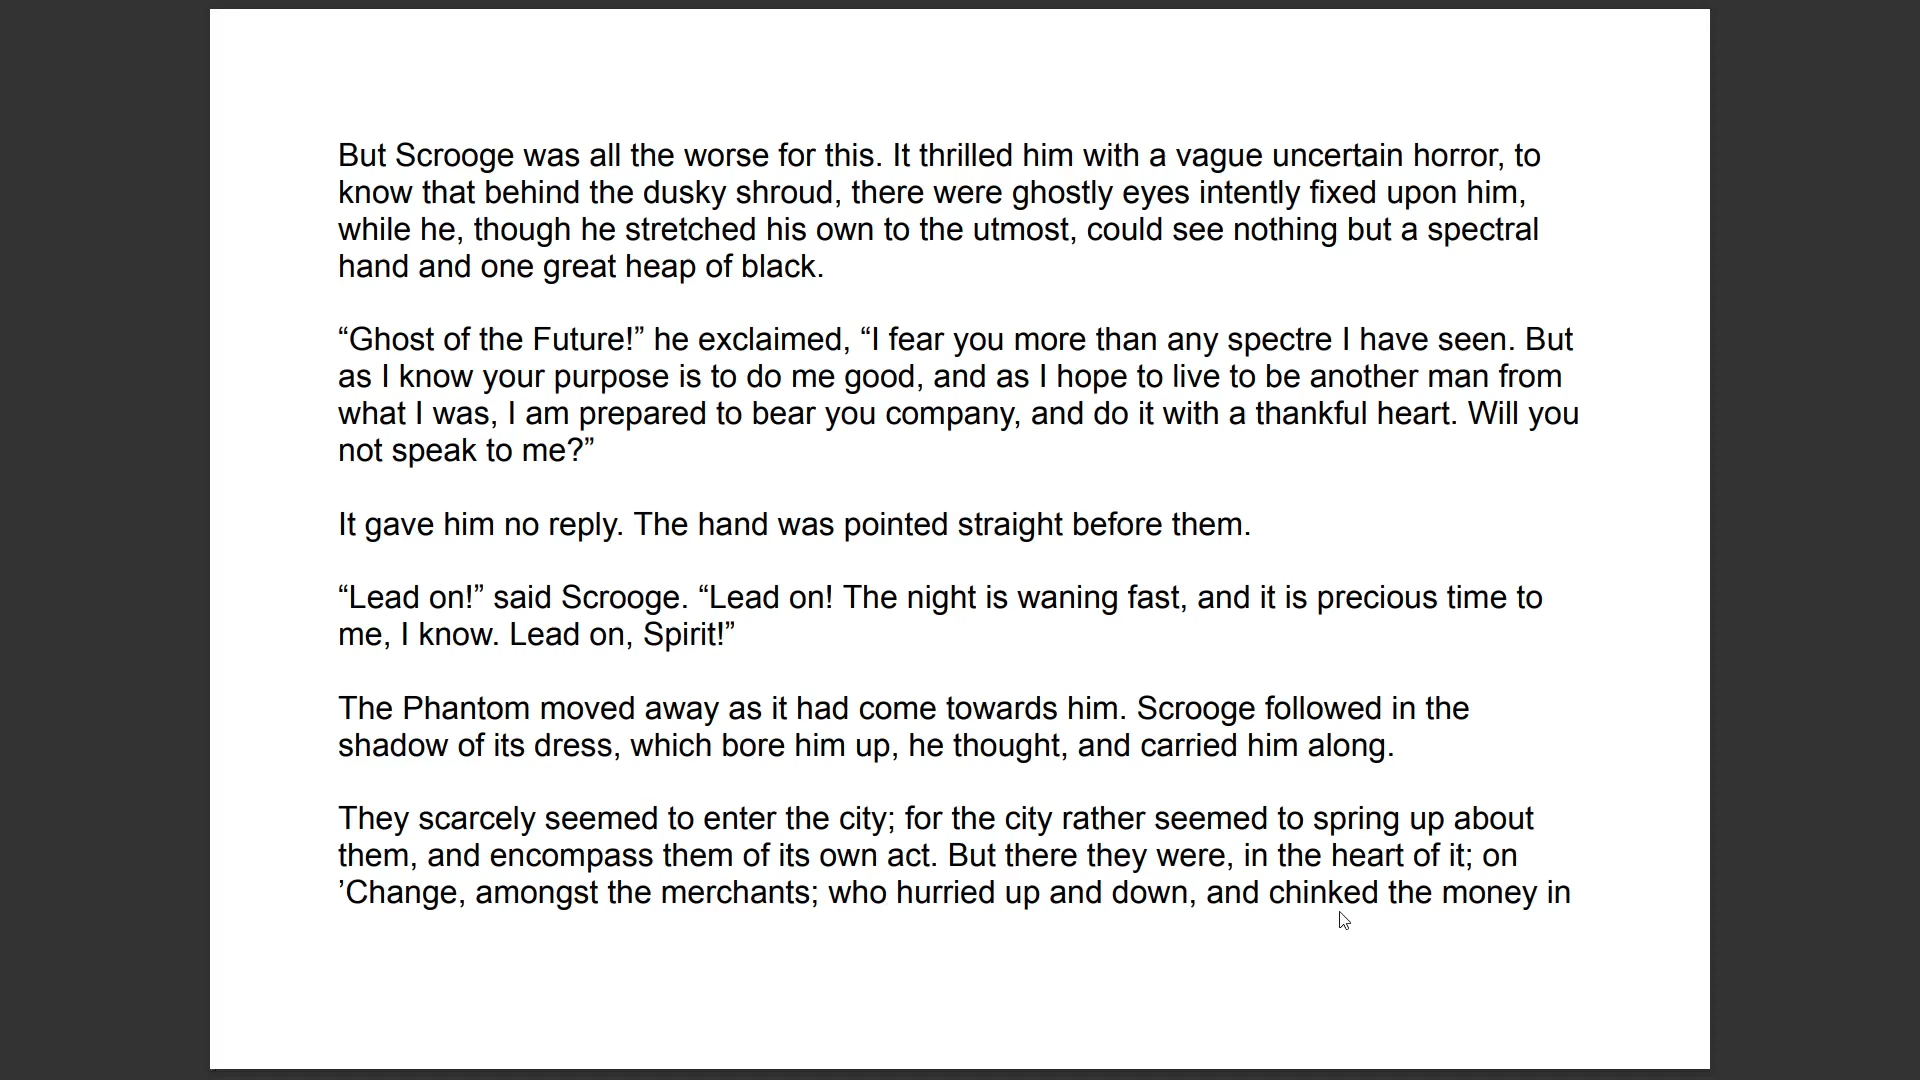 But Scrooge was all the worse for this. It thrilled him with a vague uncertain horror, to
know that behind the dusky shroud, there were ghostly eyes intently fixed upon him,
while he, though he stretched his own to the utmost, could see nothing but a spectral
hand and one great heap of black.
“Ghost of the Future!” he exclaimed, “I fear you more than any spectre I have seen. But
as I know your purpose is to do me good, and as I hope to live to be another man from
what I was, I am prepared to bear you company, and do it with a thankful heart. Will you
not speak to me?”
It gave him no reply. The hand was pointed straight before them.
“Lead on!” said Scrooge. “Lead on! The night is waning fast, and it is precious time to
me, I know. Lead on, Spirit!”
The Phantom moved away as it had come towards him. Scrooge followed in the
shadow of its dress, which bore him up, he thought, and carried him along.
They scarcely seemed to enter the city; for the city rather seemed to spring up about
them, and encompass them of its own act. But there they were, in the heart of it; on
’Change, amongst the merchants; who hurried up and down, and chinked the money in